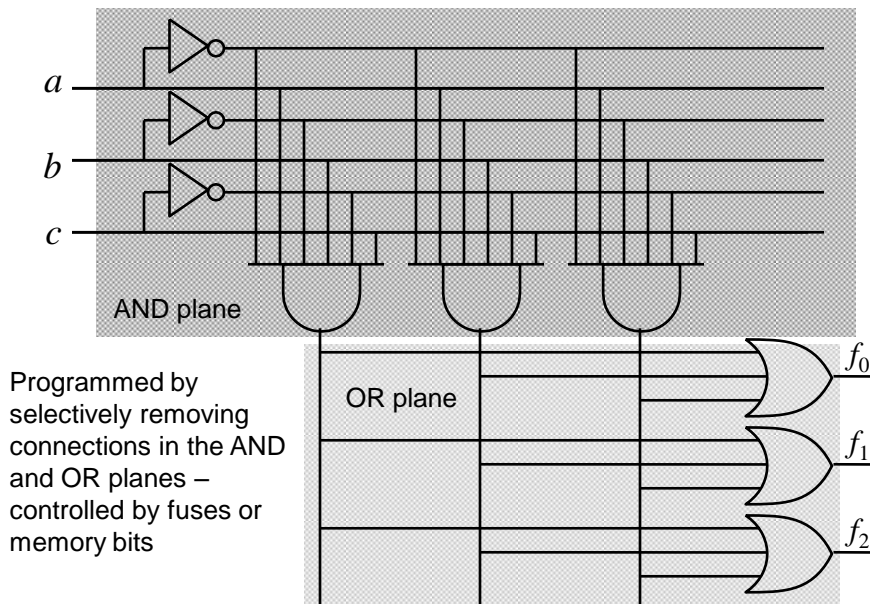 a
b
c
AND plane
Programmed by
selectively removing
connections in the AND
and OR planes –
controlled by fuses or
memory bits
OR plane
f0
f1
f2